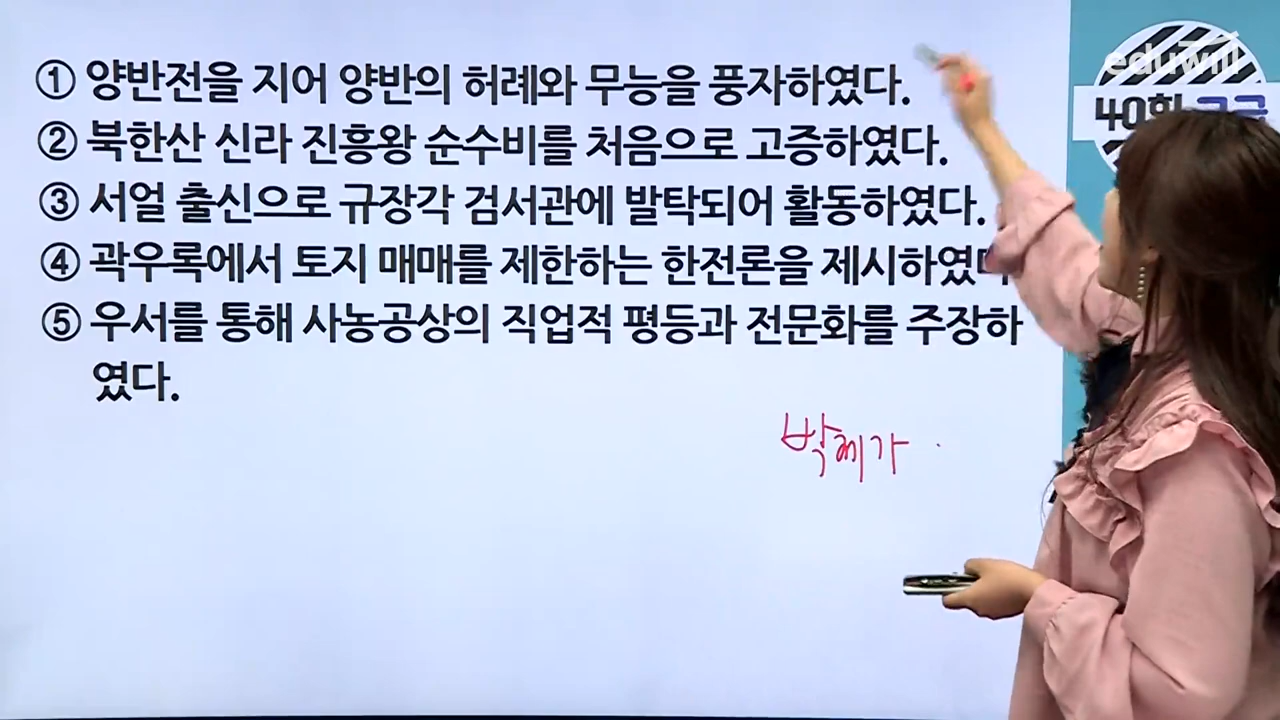 ① 양반전을 지어 양반의 허례와 무능을 풍자하였다.
② 북한산 신라 진흥왕 순수비를 처음으로 고증하였다.
③ 서얼 출신으로 규장각 검서관에 발탁되어 활동하였다.
④ 곽우록에서 토지 매매를 제한하는 한전론을 제시하였
⑤ 우서를 통해 사농공상의 직업적 평등과 전문화를 주장하
였다.
박제가
eduwill
40회 고급